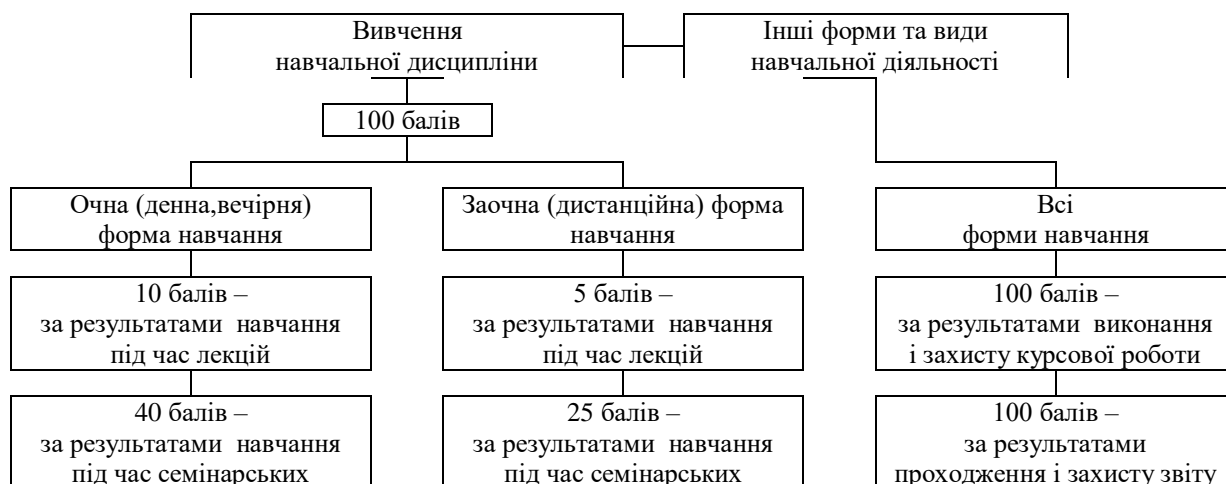 Вивчення
навчальної дисципліни
Інші форми та види
навчальної діяльності
100 балів
Очна (денна,вечірня)
форма навчання
Заочна (дистанційна) форма
навчання
Всі
форми навчання
10 балів –
за результатами навчання
під час лекцій
5 балів –
за результатами навчання
під час лекцій
100 балів –
за результатами виконання
і захисту курсової роботи
40 балів –
за результатами навчання
під час семінарських
25 балів –
за результатами навчання
під час семінарських
100 балів –
за результатами
проходження і захисту звіту